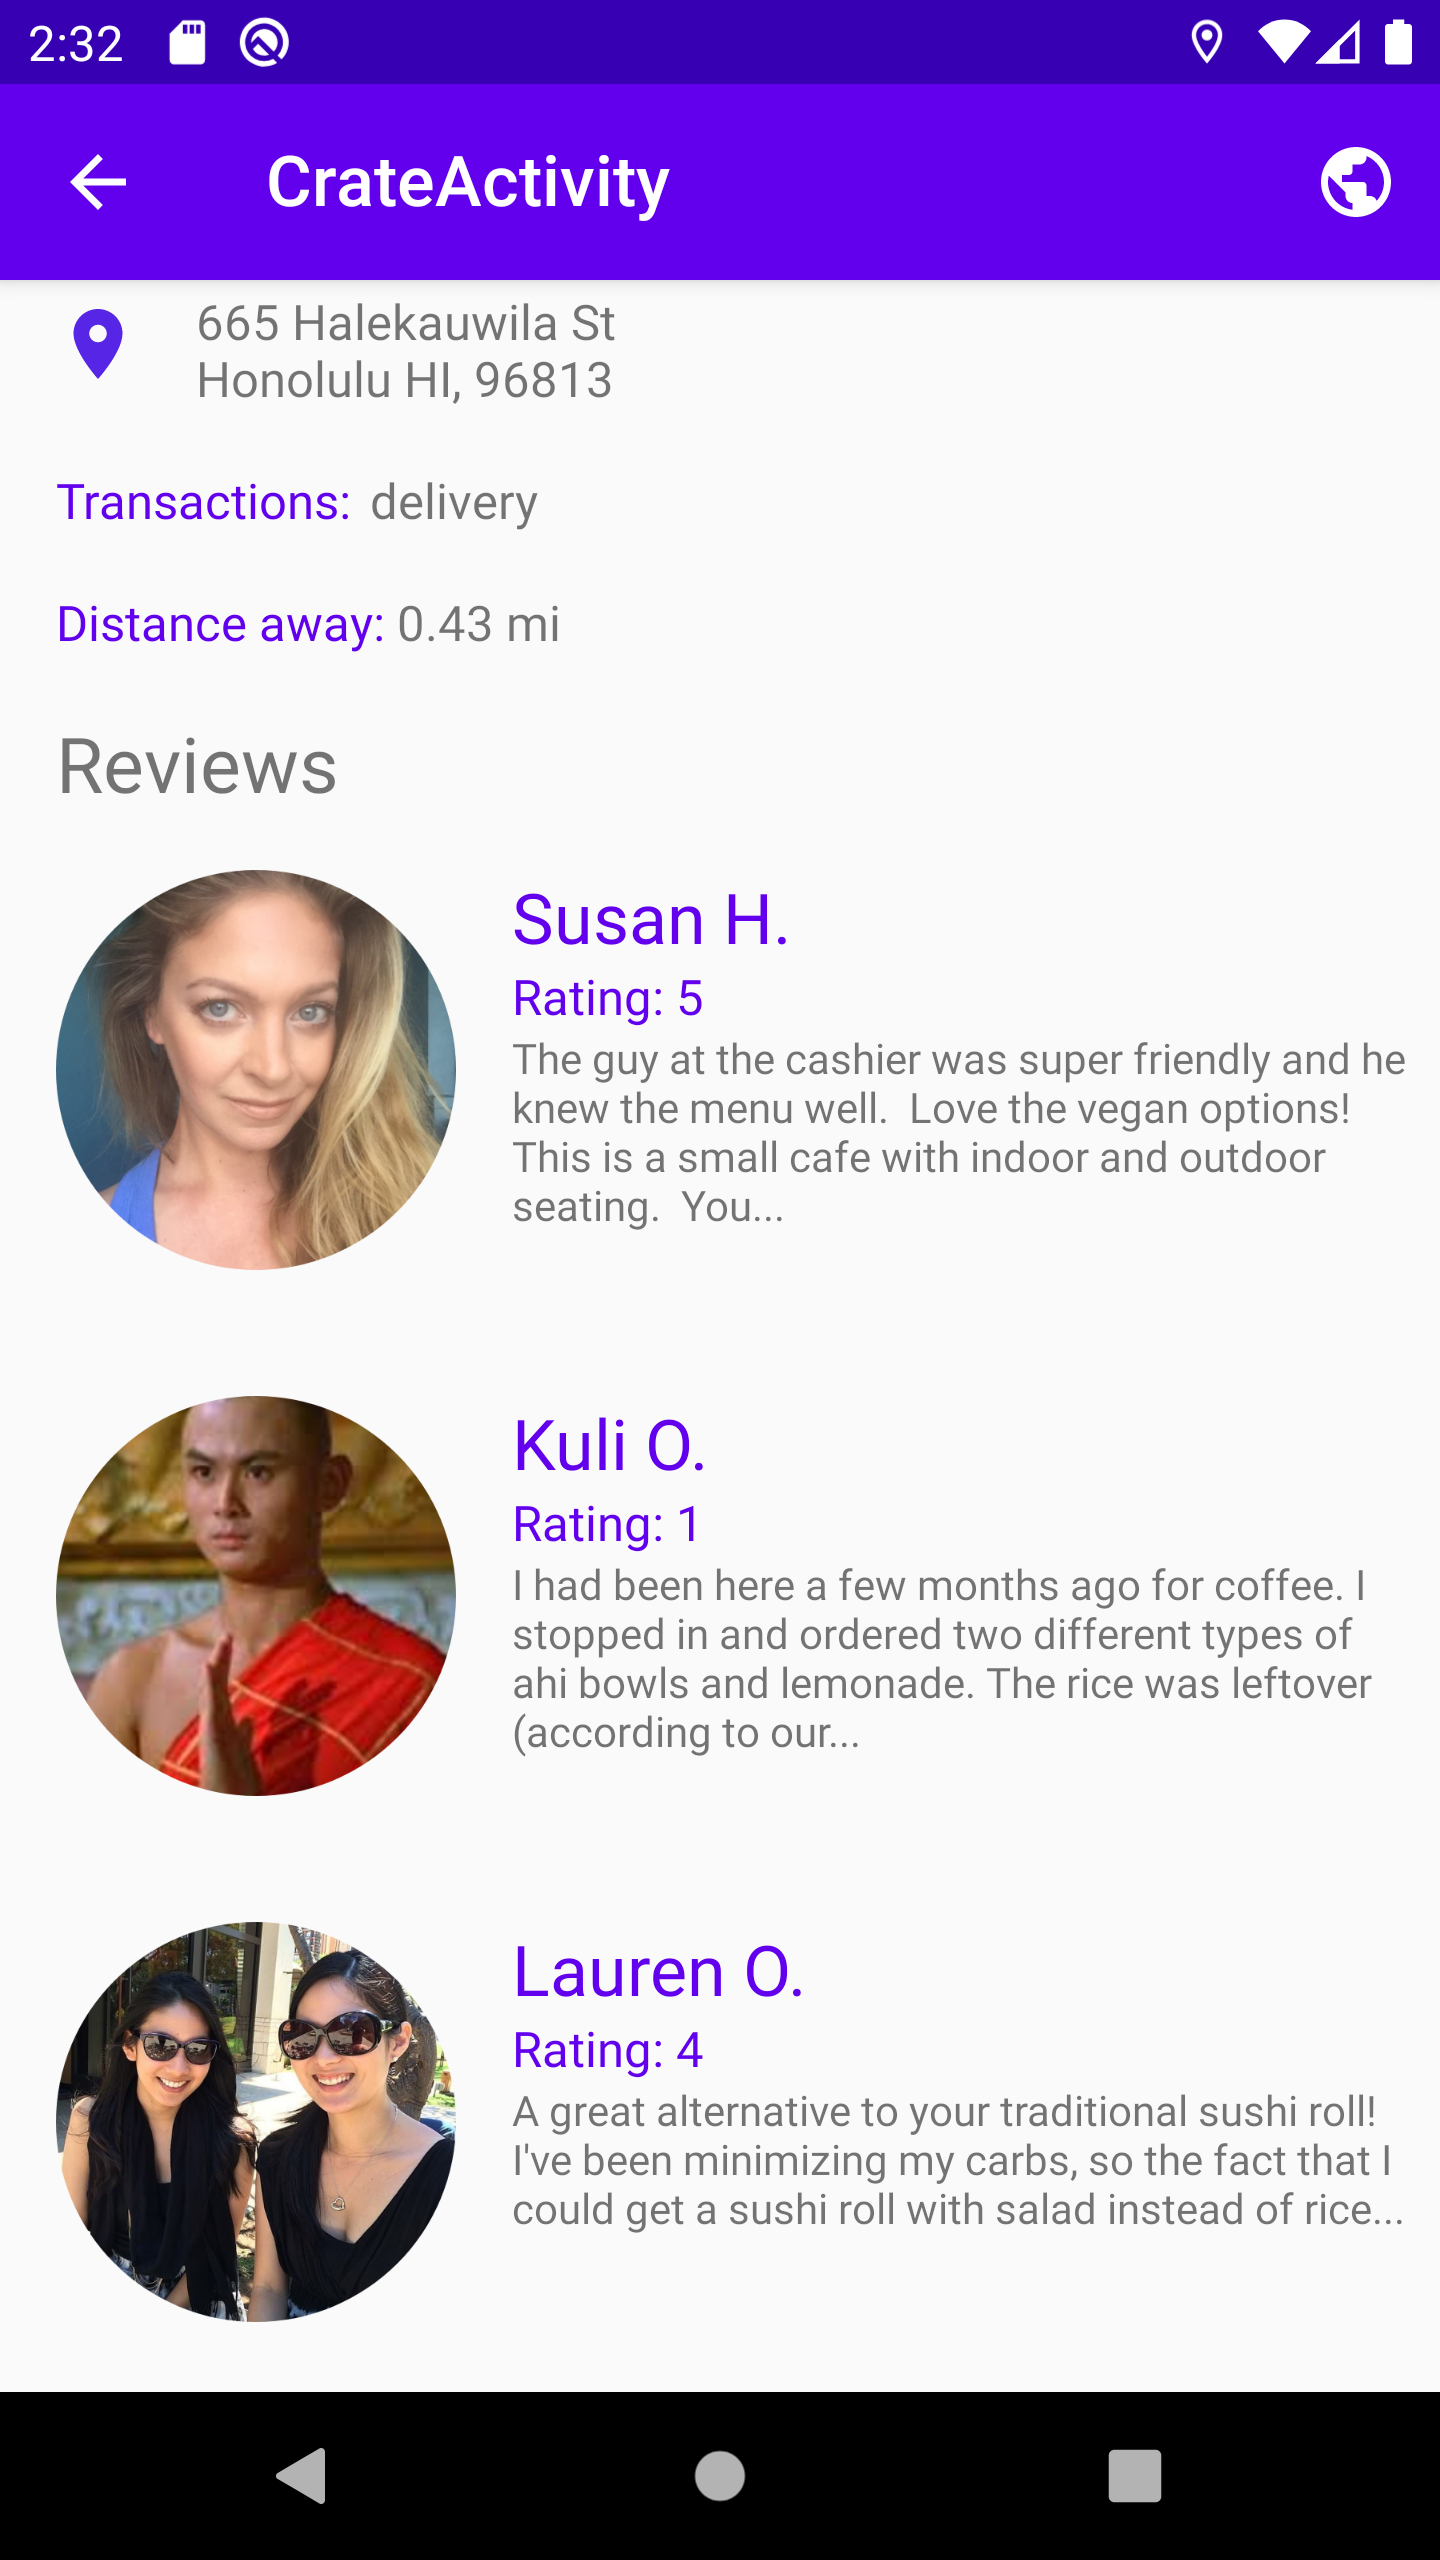 2:32
CrateActivity
665 Halekauwila St
Honolulu HI, 96813
Transactions: delivery
Distance away: 0.43 mi
Reviews
Susan H.
Rating: 5
The guy at the cashier was super friendly and he
knew the menu well.  Love the vegan options!
This is a small cafe with indoor and outdoor
seating.  You...
Kuli O.
Rating: 1
I had been here a few months ago for coffee. I
stopped in and ordered two different types of
ahi bowls and lemonade. The rice was leftover
(according to our...
Lauren O.
Rating: 4
A great alternative to your traditional sushi roll!
I've been minimizing my carbs, so the fact that I
could get a sushi roll with salad instead of rice...